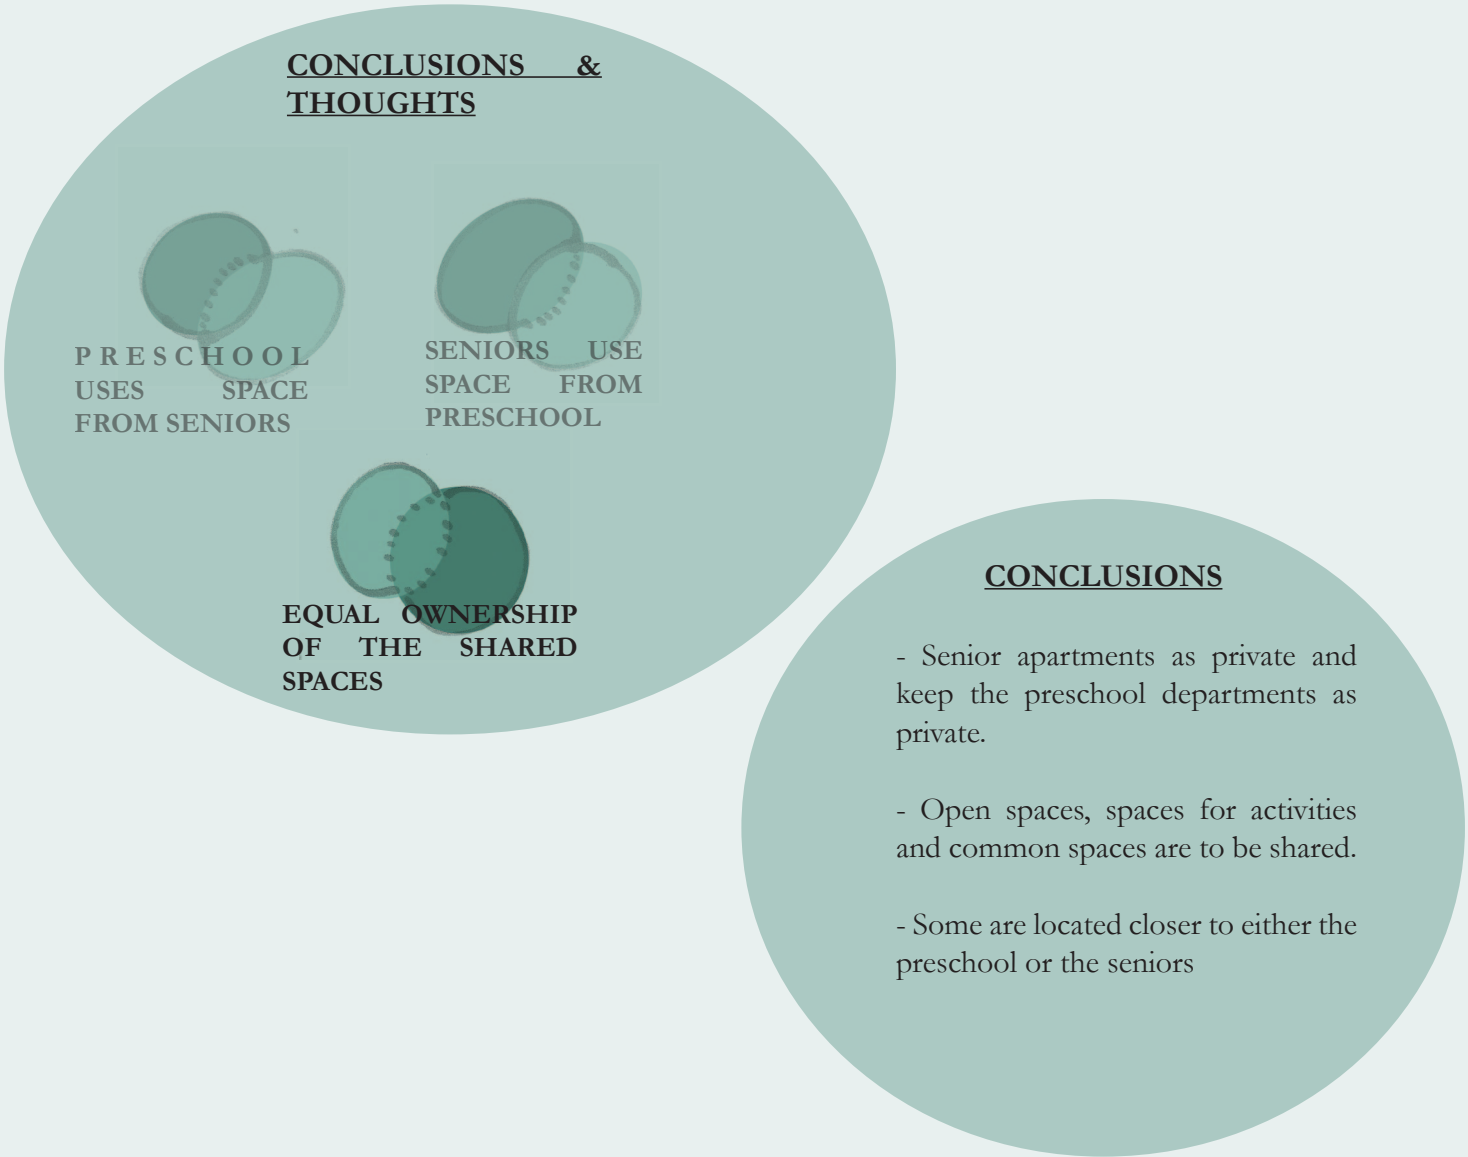 CONCLUSIONS &
THOUGHTS
PRESCHOOL
USES SPACE
FROM SENIORS
SENIORS USE
SPACE FROM
PRESCHOOL
EQUAL OWNERSHIP
OF THE SHARED
SPACES
CONCLUSIONS
- Senior apartments as private and
keep the preschool departments as
private.
- Open spaces, spaces for activities
and common spaces are to be shared.
- Some are located closer to either the
preschool or the seniors